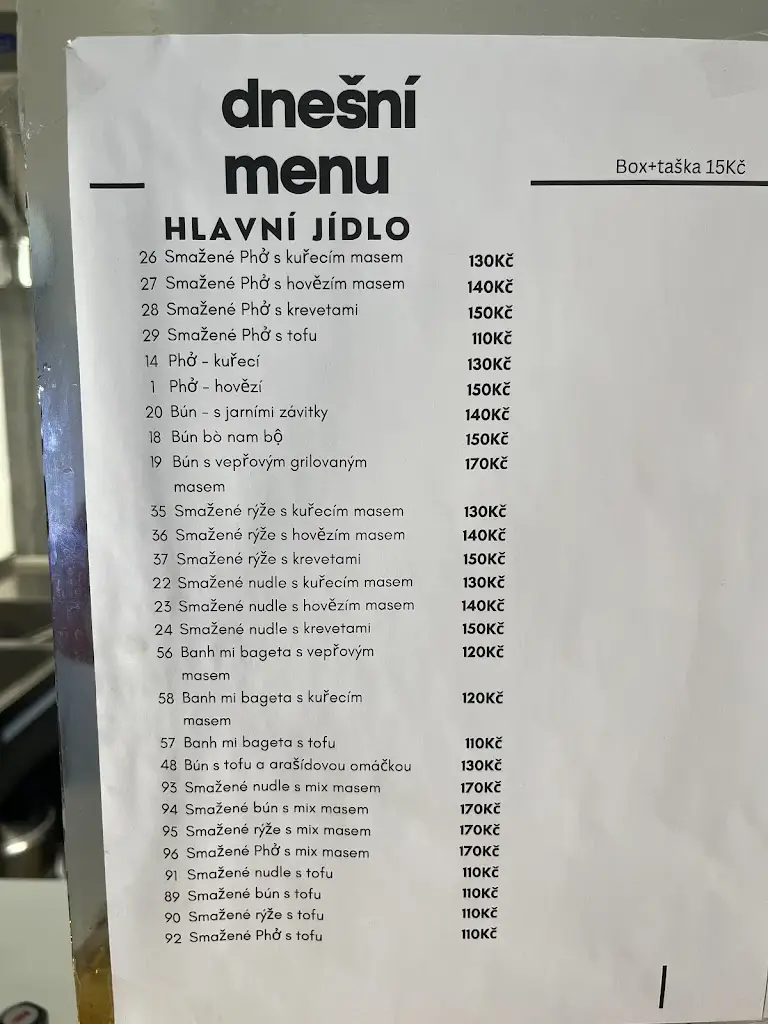 dnešní
menu
Box+taška 15Kč
HLAVNÍ JÍDLO
26 Smažené Phở s kuřecím masem 130Kč
27 Smažené Phở s hovězím masem 140Kč
28 Smažené Phở s krevetami 150Kč
29 Smažené Phở s tofu 110Kč
14 Phở - kuřecí 130Kč
1 Phở - hovězí 150Kč
20 Bún - s jarními závitky 140Kč
18 Bún bò nam bộ 150Kč
19 Bún s vepřovým grilovaným 170Kč
masem
35 Smažené rýže s kuřecím masem 130Kč
36 Smažené rýže s hovězím masem 140Kč
37 Smažené rýže s krevetami 150Kč
22 Smažené nudle s kuřecím masem 130Kč
23 Smažené nudle s hovězím masem 140Kč
24 Smažené nudle s krevetami 150Kč
56 Banh mi bageta s vepřovým 120Kč
masem
58 Banh mi bageta s kuřecím 120Kč
masem
57 Banh mi bageta s tofu 110Kč
48 Bún s tofu a arašídovou omáčkou 130Kč
93 Smažené nudle s mix masem 170Kč
94 Smažené bún s mix masem 170Kč
95 Smažené rýže s mix masem 170Kč
96 Smažené Phở s mix masem 170Kč
91 Smažené nudle s tofu 110Kč
89 Smažené bún s tofu 110Kč
90 Smažené rýže s tofu 110Kč
92 Smažené Phở s tofu 110Kč